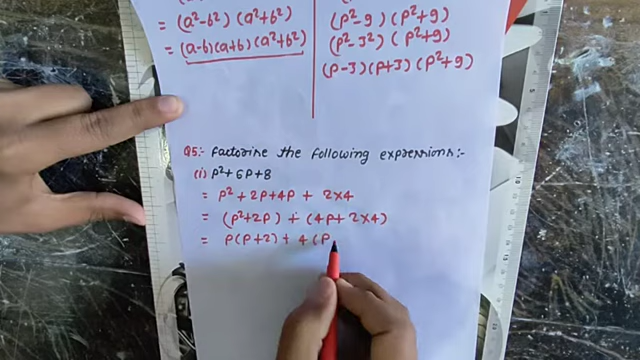 = (a²-b²) (a²+b²)
= (a-b)(a+b)(a²+b²)
(p²-9) (p²+9)
(p²-3²) (p²+9)
(p-3)(p+3) (p²+9)
Q5:- Factorise the following expressions:-
(i) p²+6p+8
= p² + 2p+4p + 2×4
= (p²+2p) + (4p+2×4)
= p(p+2) + 4(p